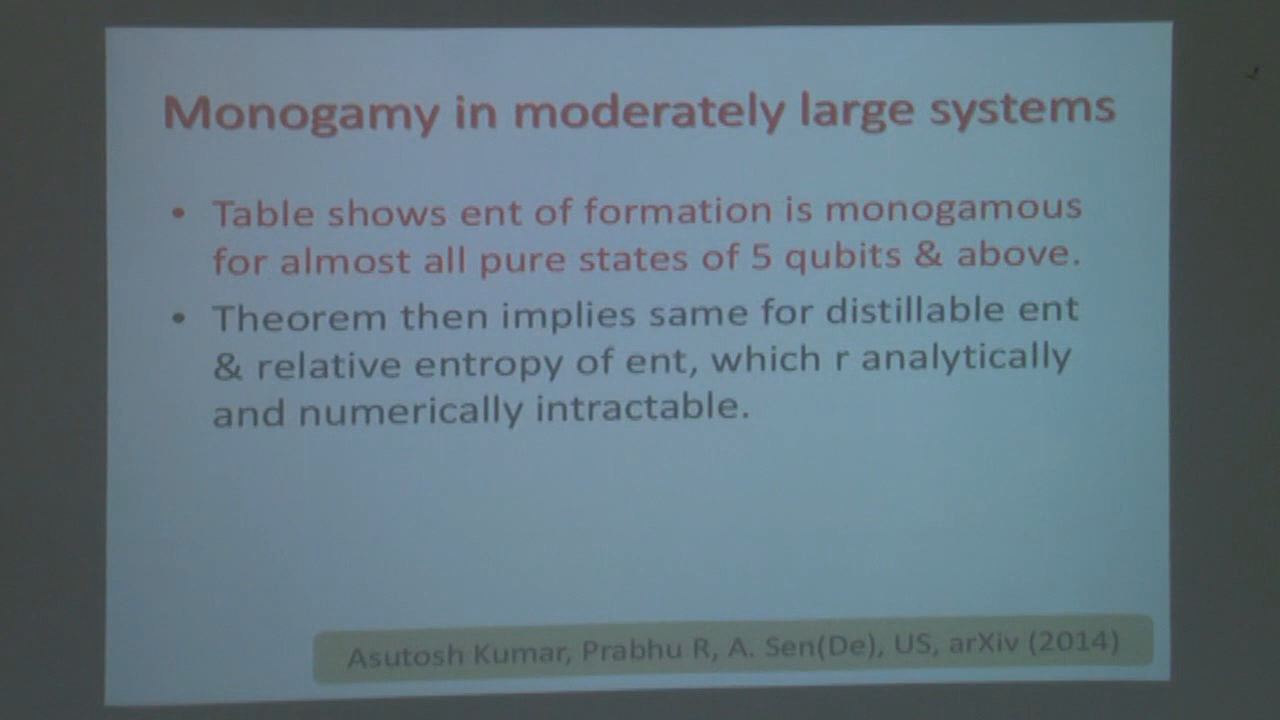 Monogamy in moderately large systems
• Table shows ent of formation is monogamous
for almost all pure states of 5 qubits & above.
• Theorem then implies same for distillable ent
& relative entropy of ent, which r analytically
and numerically intractable.
Asutosh Kumar, Prabhu R, A. Sen(De), US, arXiv (2014)